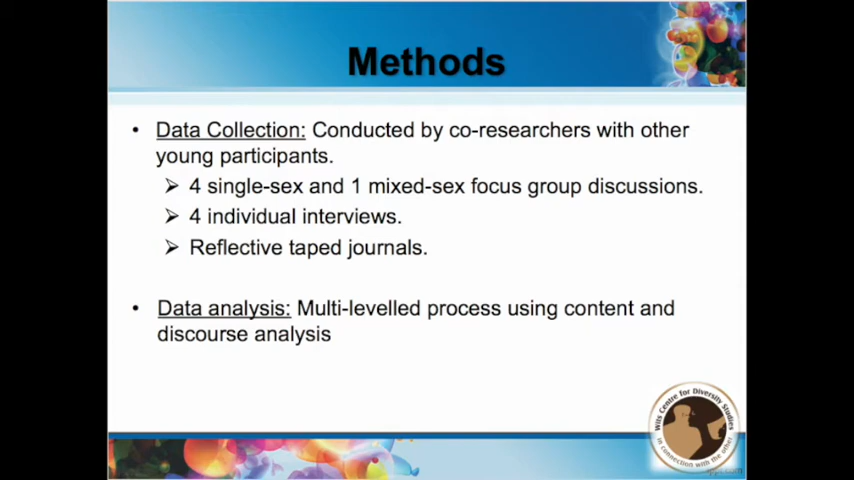 Methods
• Data Collection: Conducted by co-researchers with other
young participants.
➢ 4 single-sex and 1 mixed-sex focus group discussions.
➢ 4 individual interviews.
➢ Reflective taped journals.
• Data analysis: Multi-levelled process using content and
discourse analysis
Wits Centre for Diversity Studies
in connection with the other